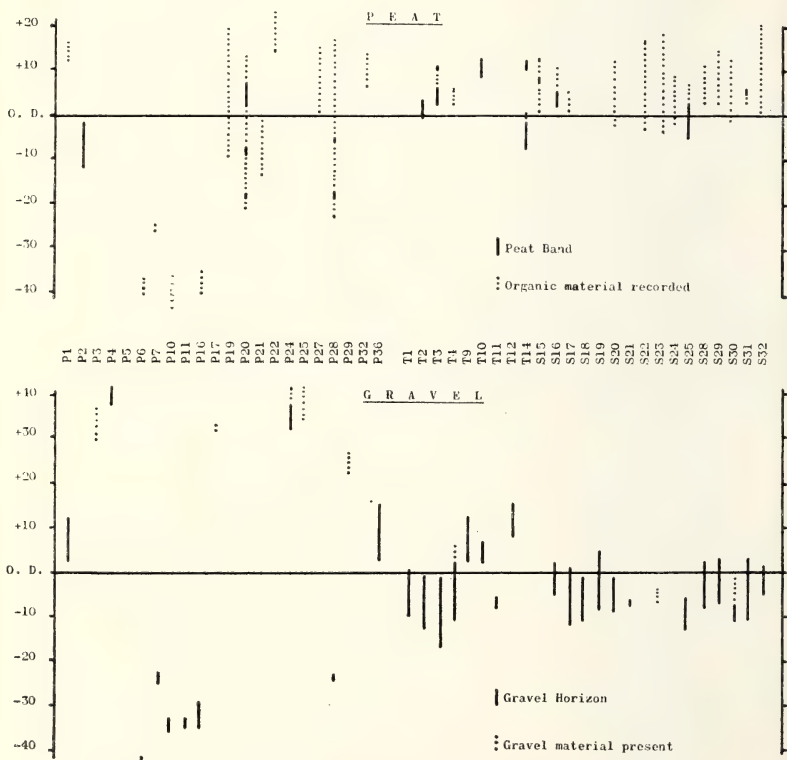 P E A T
+20
+10
O. D.
-10
-20
-30
-40
Peat Band
Organic material recorded
P1 P2 P3 P4 P5 P6 P7 P10 P11 P16 P17 P19 P20 P21 P22 P24 P25 P27 P28 P29 P32 P36 T1 T2 T3 T4 T9 T10 T11 T12 T14 S15 S16 S17 S18 S19 S20 S21 S22 S23 S24 S25 S28 S29 S30 S31 S32
G R A V E L
+10
+30
+20
+10
O. D.
-10
-20
-30
-40
Gravel Horizon
Gravel material present